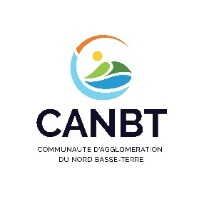 CANBT
COMMUNAUTE D'AGGLOMERATION
DU NORD BASSE-TERRE